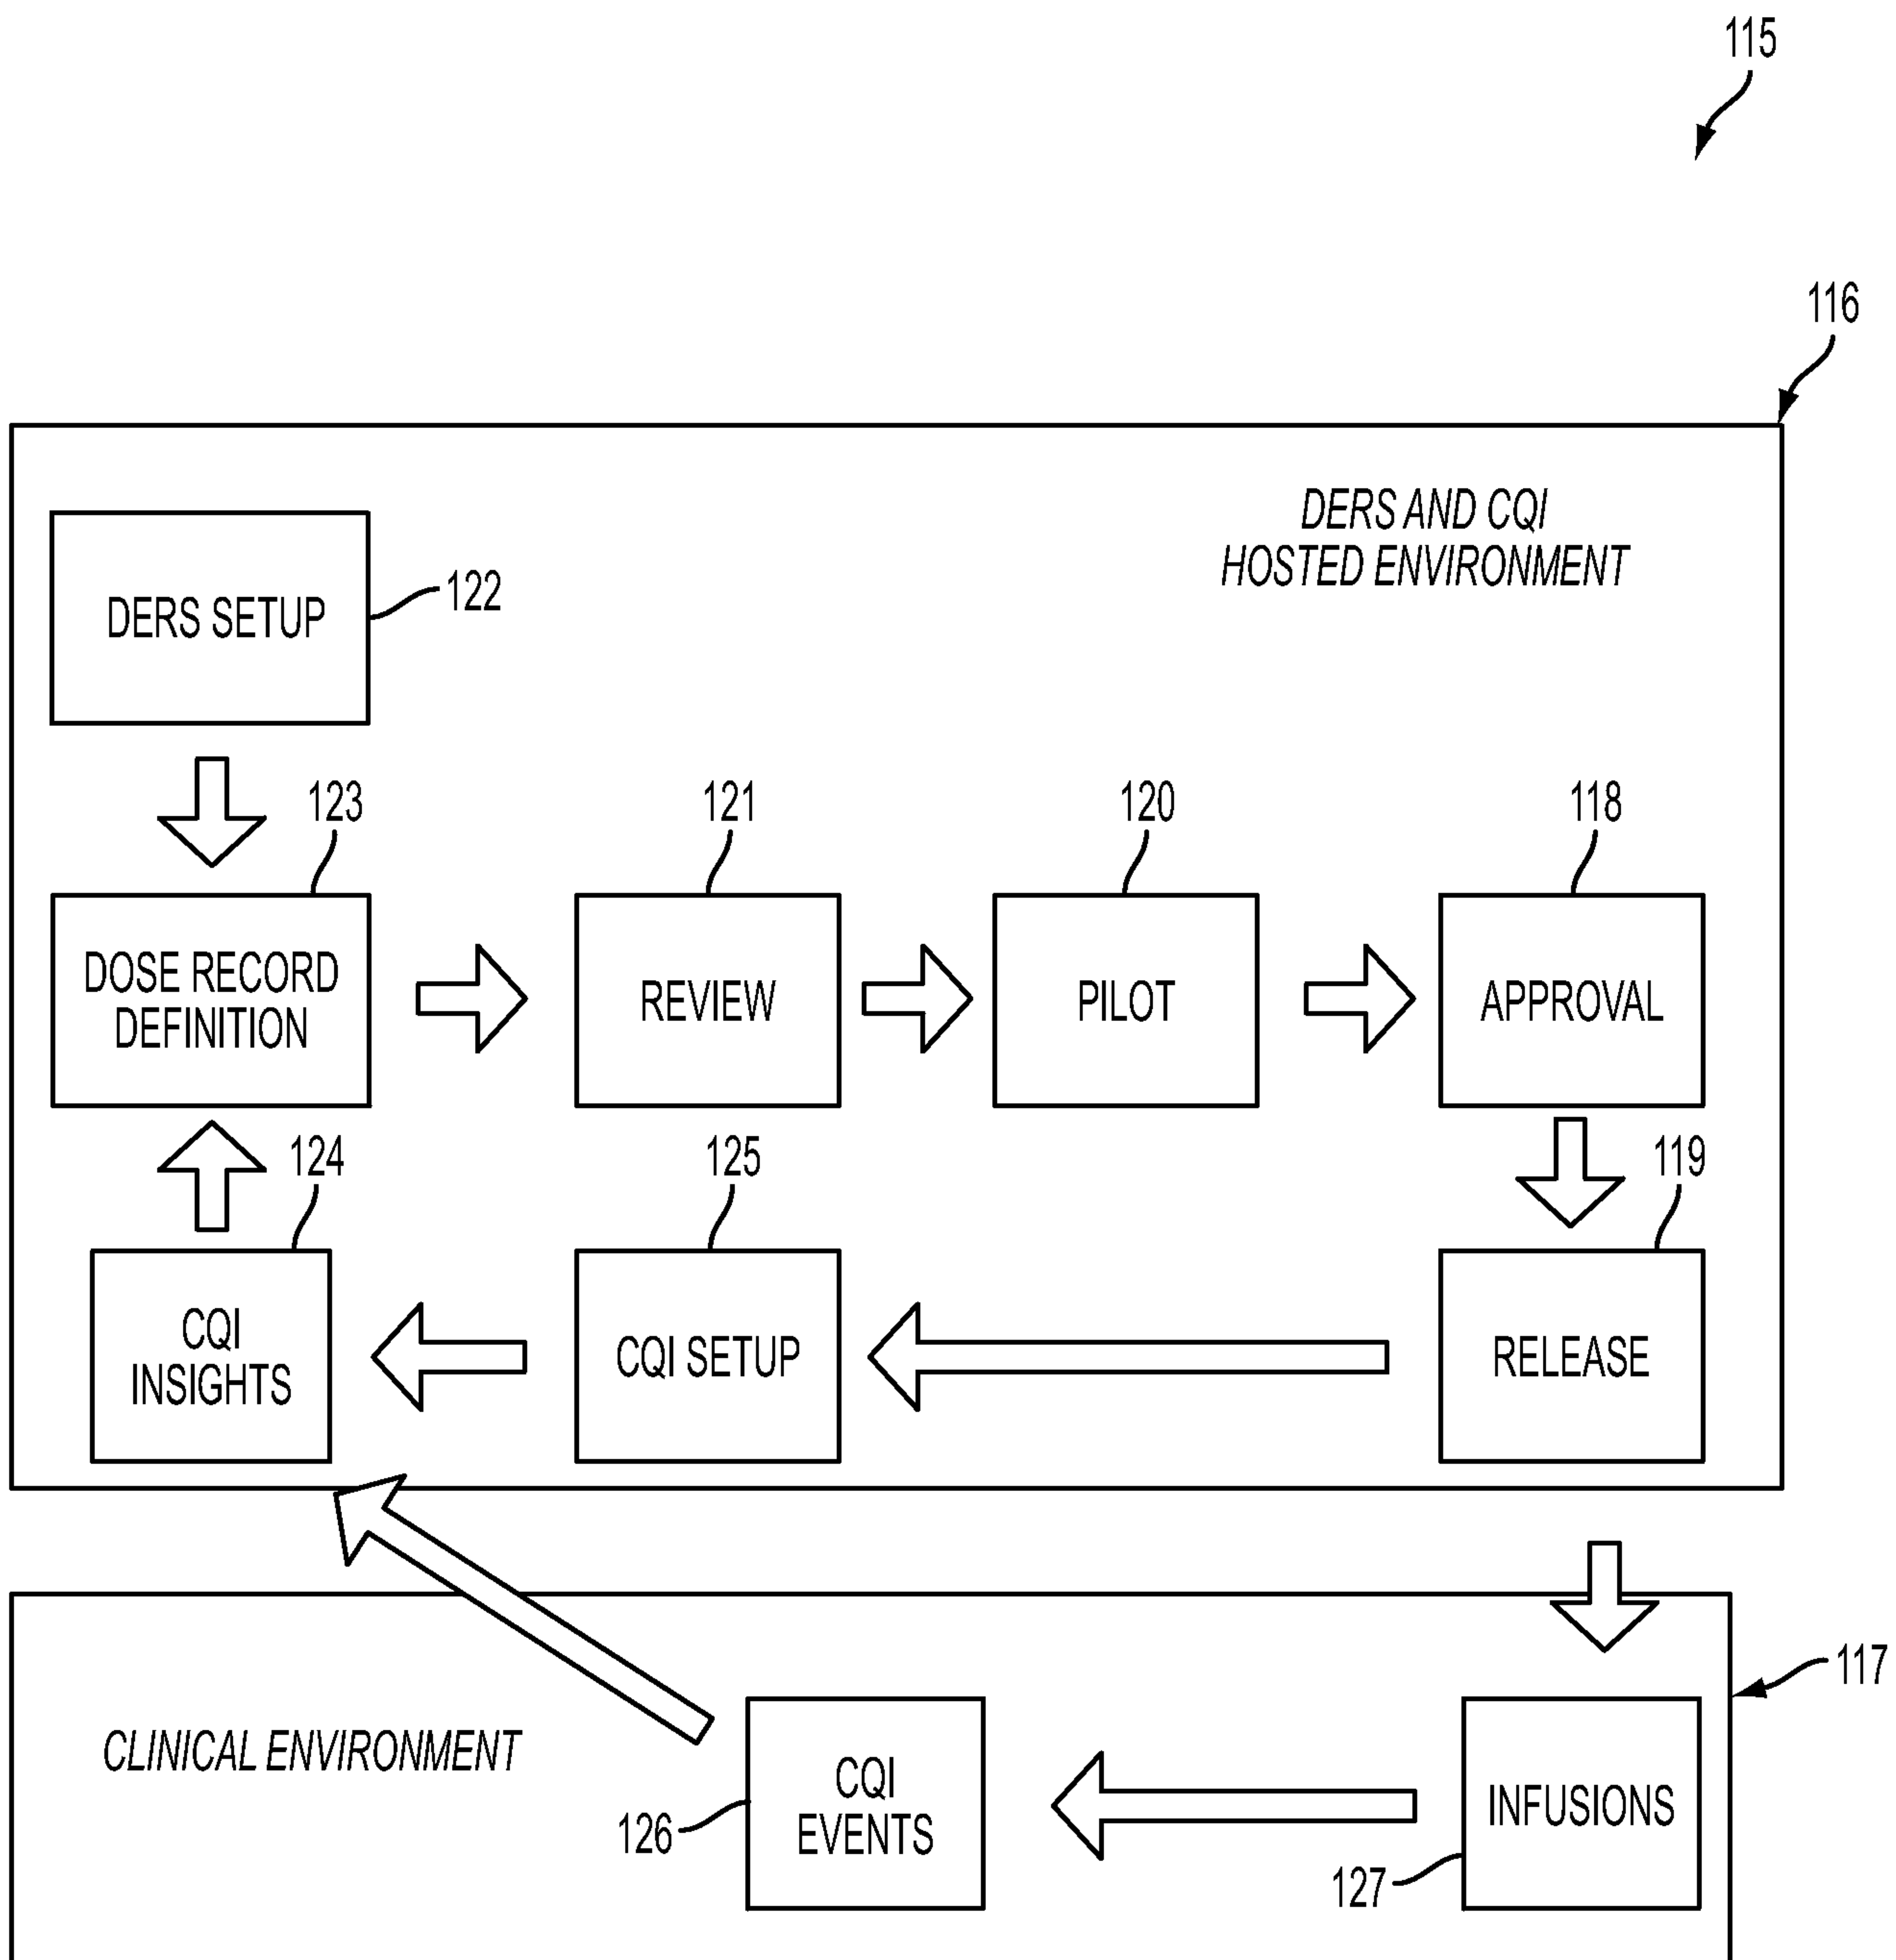 115
116
DERS AND CQI
HOSTED ENVIRONMENT
DERS SETUP
122
123
121
120
118
DOSE RECORD
DEFINITION
REVIEW
PILOT
APPROVAL
124
125
119
CQI
INSIGHTS
CQI SETUP
RELEASE
117
CLINICAL ENVIRONMENT
CQI
EVENTS
126
INFUSIONS
127